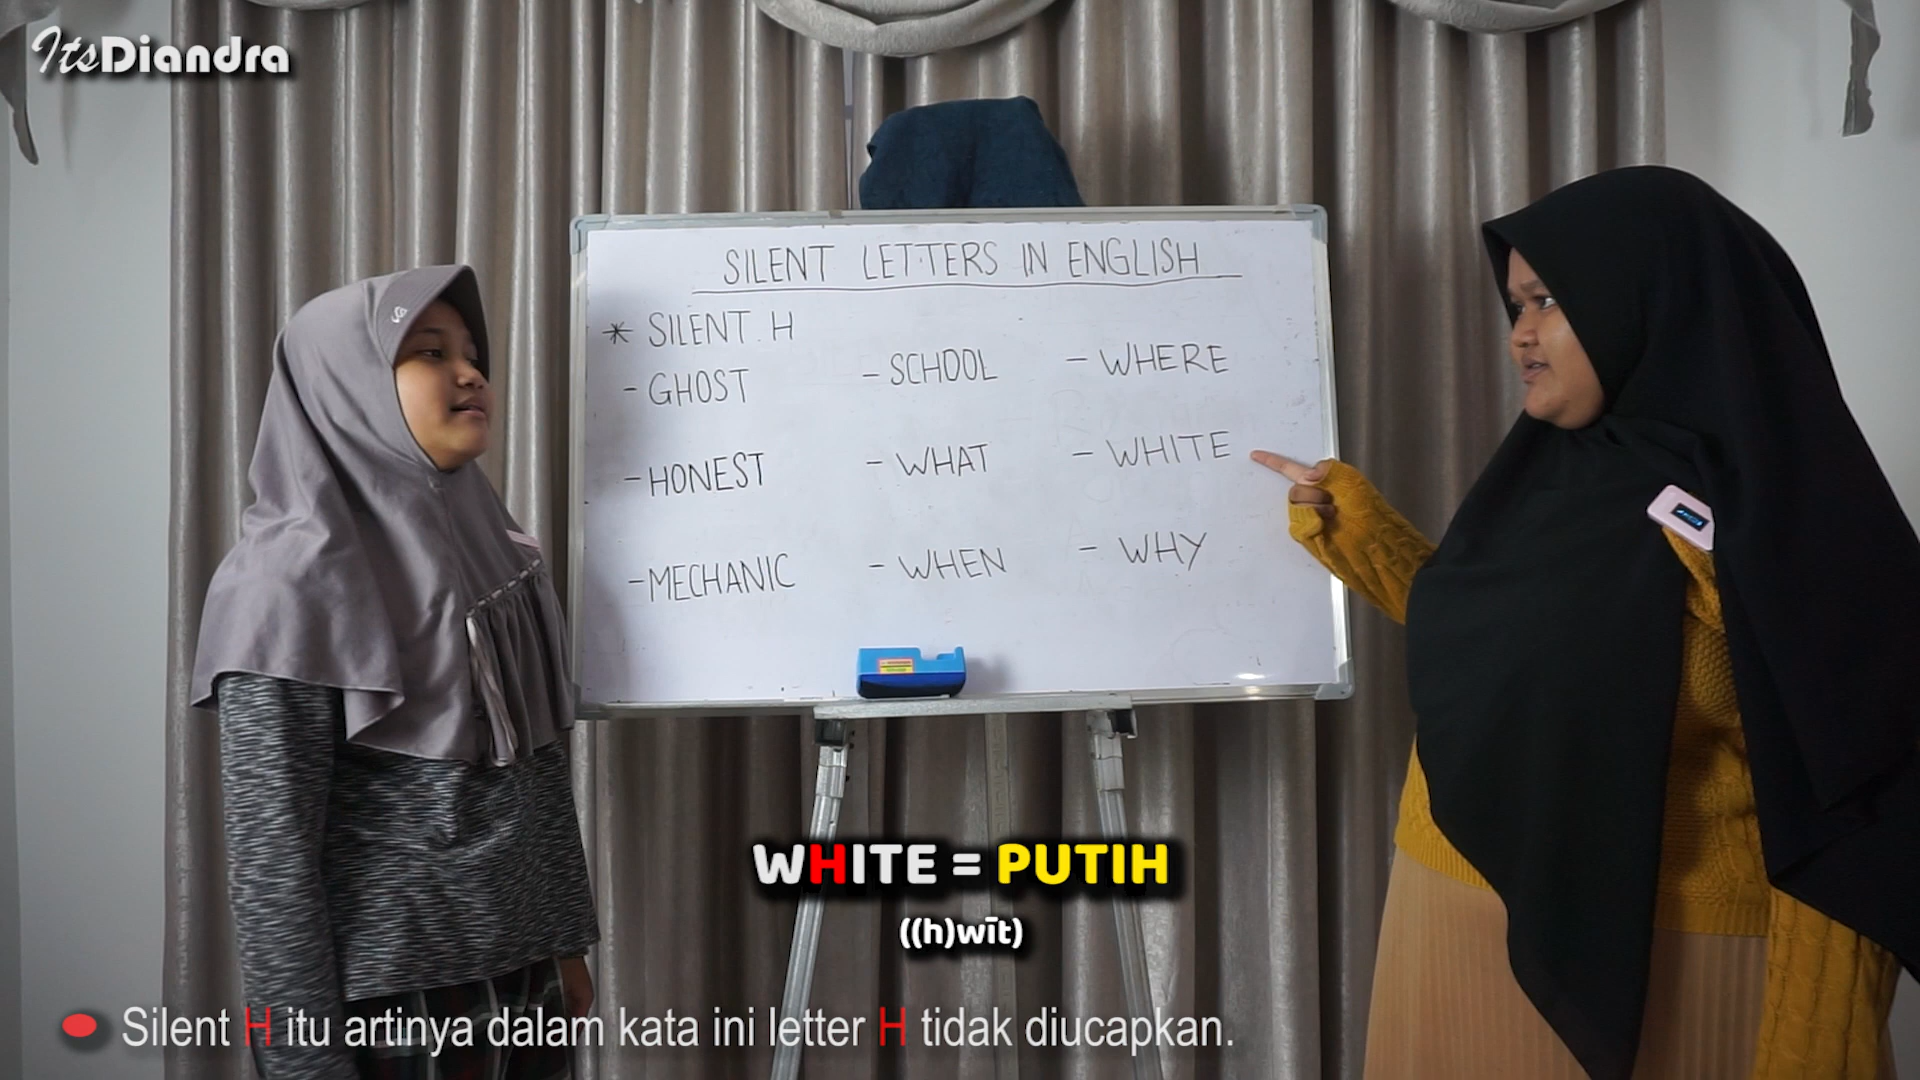 ItsDiandra
SILENT LETTERS IN ENGLISH
* SILENT H
- GHOST
- SCHOOL
- WHERE
- HONEST
- WHAT
- WHITE
- MECHANIC
- WHEN
- WHY
WHITE = PUTIH
((h)wīt)
Silent H itu artinya dalam kata ini letter H tidak diucapkan.